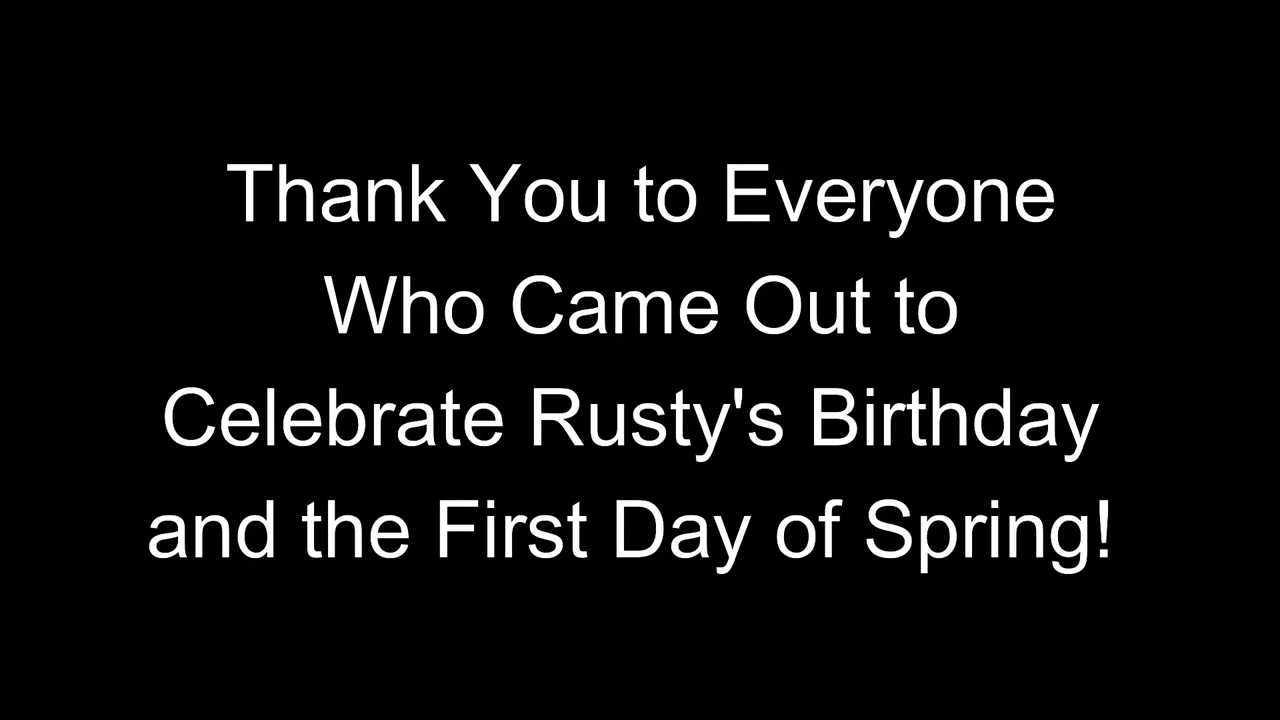 Thank You to Everyone
Who Came Out to
Celebrate Rusty's Birthday
and the First Day of Spring!